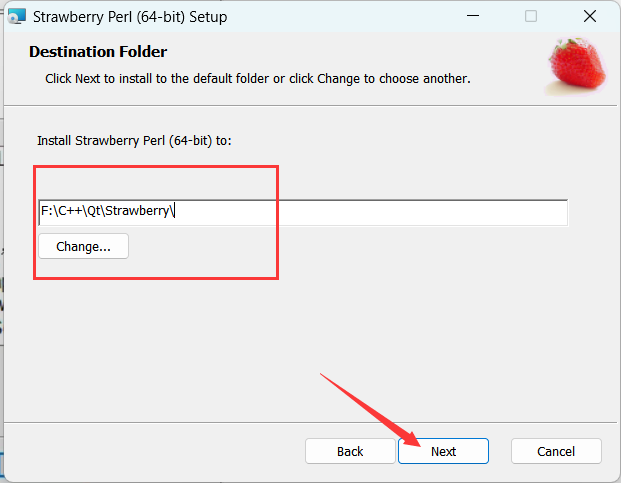 Strawberry Perl (64-bit) Setup
Destination Folder
Click Next to install to the default folder or click Change to choose another.
Install Strawberry Perl (64-bit) to:
F:\C++\Qt\Strawberry\
Change...
Back
Next
Cancel